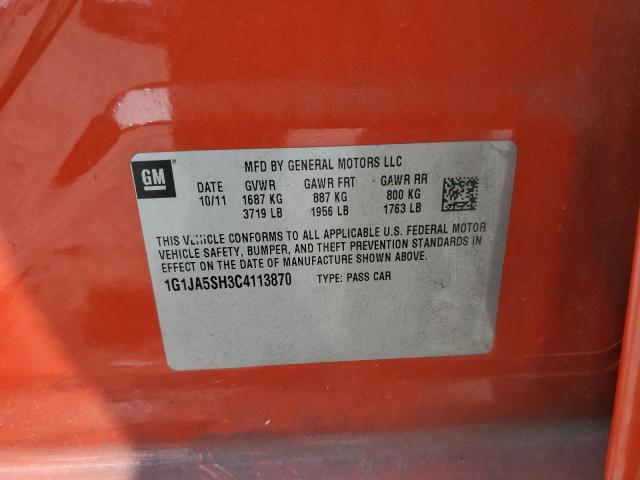 GM
MFD BY GENERAL MOTORS LLC
DATE GVWR GAWR FRT GAWR RR
10/11 1687 KG 887 KG 800 KG
3719 LB 1956 LB 1763 LB
THIS VEHICLE CONFORMS TO ALL APPLICABLE U.S. FEDERAL MOTOR
VEHICLE SAFETY, BUMPER, AND THEFT PREVENTION STANDARDS IN
EFFECT ON THE DATE OF MANUFACTURE SHOWN ABOVE.
1G1JA5SH3C4113870 TYPE: PASS CAR